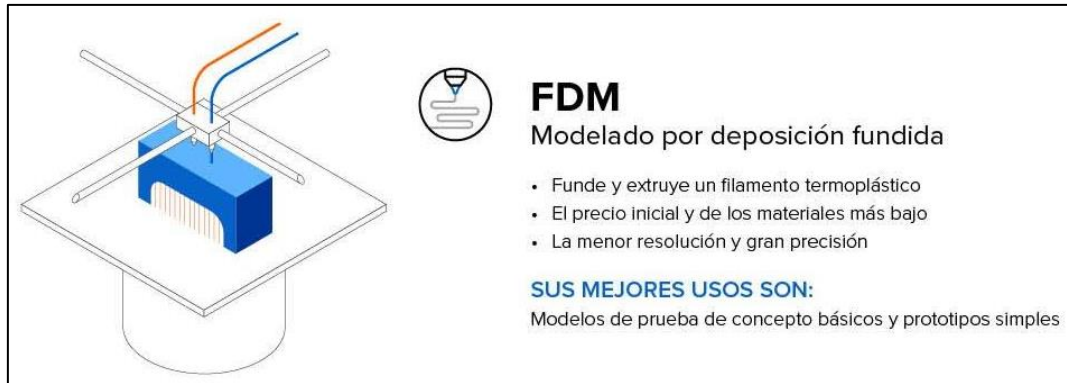 FDM
Modelado por deposición fundida
• Funde y extruye un filamento termoplástico
• El precio inicial y de los materiales más bajo
• La menor resolución y gran precisión
SUS MEJORES USOS SON:
Modelos de prueba de concepto básicos y prototipos simples